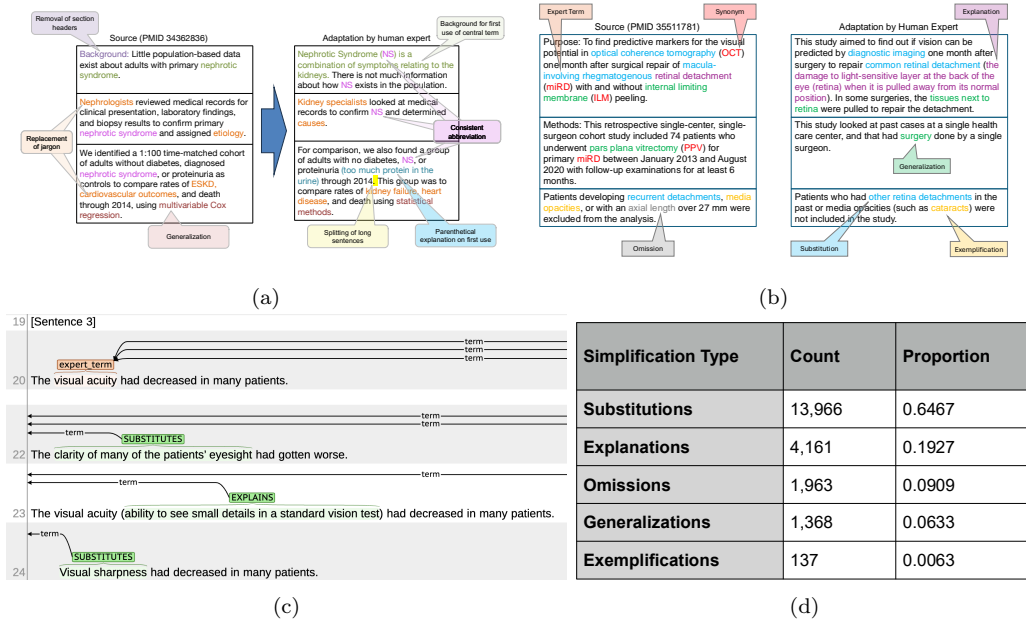 Removal of section headers
Source (PMID 34362836)
Background: Little population-based data
exist about adults with primary nephrotic
syndrome.
Nephrologists reviewed medical records for
clinical presentation, laboratory findings,
and biopsy results to confirm primary
nephrotic syndrome and assigned etiology.
Replacement of jargon
We identified a 1:100 time-matched cohort
of adults without diabetes, diagnosed
nephrotic syndrome, or proteinuria as
controls to compare rates of ESKD,
cardiovascular outcomes, and death
through 2014, using multivariable Cox
regression.
Generalization
Adaptation by human expert
Background for first use of central term
Nephrotic Syndrome (NS) is a
combination of symptoms relating to the
kidneys. There is not much information
about how NS exists in the population.
Kidney specialists looked at medical
records to confirm NS and determined
causes.
Consistent abbreviation
For comparison, we also found a group
of adults with no diabetes, NS, or
proteinuria (too much protein in the
urine) through 2014. This group was to
compare rates of kidney failure, heart
disease, and death using statistical
methods.
Splitting of long sentences
Parenthetical explanation on first use
(a)
Expert Term
Source (PMID 35511781)
Synonym
Purpose: To find predictive markers for the visual
potential in optical coherence tomography (OCT)
one month after surgical repair of macula-
involving rhegmatogenous retinal detachment
(miRD) with and without internal limiting
membrane (ILM) peeling.
Methods: This retrospective single-center, single-
surgeon cohort study included 74 patients who
underwent pars plana vitrectomy (PPV) for
primary miRD between January 2013 and August
2020 with follow-up examinations for at least 6
months.
Patients developing recurrent detachments, media
opacities, or with an axial length over 27 mm were
excluded from the analysis.
Omission
Adaptation by Human Expert
Explanation
This study aimed to find out if vision can be
predicted by diagnostic imaging one month after
surgery to repair common retinal detachment (the
damage to light-sensitive layer at the back of the
eye (retina) when it is pulled away from its normal
position). In some surgeries, the tissues next to
retina were pulled to repair the detachment.
This study looked at past cases at a single health
care center, and that had surgery done by a single
surgeon.
Generalization
Patients who had other retina detachments in the
past or media opacities (such as cataracts) were
not included in the study.
Substitution
Exemplification
(b)
19 [Sentence 3]
term
term
term
expert_term
20 The visual acuity had decreased in many patients.
term
term
term
SUBSTITUTES
22 The clarity of many of the patients' eyesight had gotten worse.
term
term
EXPLAINS
23 The visual acuity (ability to see small details in a standard vision test) had decreased in many patients.
term
SUBSTITUTES
24 Visual sharpness had decreased in many patients.
(c)
Simplification Type Count Proportion
Substitutions 13,966 0.6467
Explanations 4,161 0.1927
Omissions 1,963 0.0909
Generalizations 1,368 0.0633
Exemplifications 137 0.0063
(d)